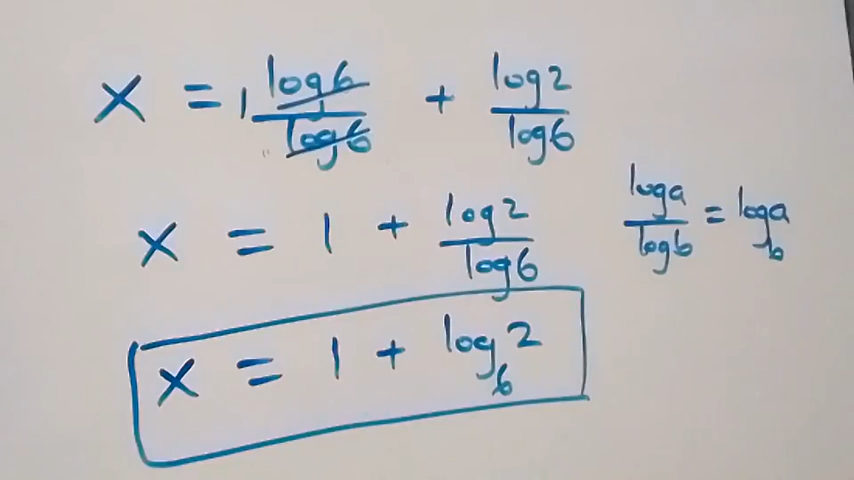 x = 1 log6/log6 + log2/log6
x = 1 + log2/log6
loga/logb = log_b a
x = 1 + log_6 2